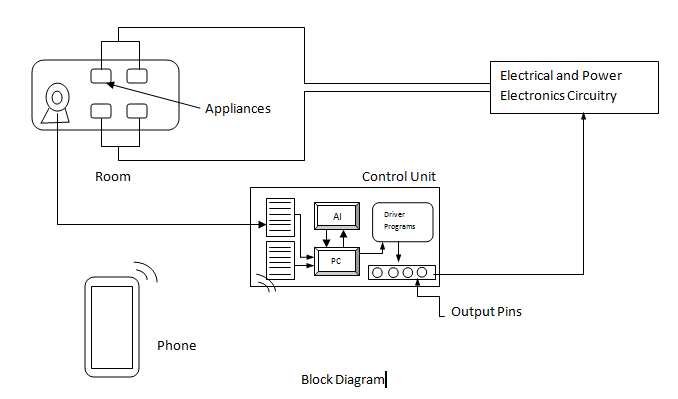 Electrical and Power
Electronics Circuitry
Appliances
Room
Control Unit
AI
Driver
Programs
PC
Output Pins
Phone
Block Diagram